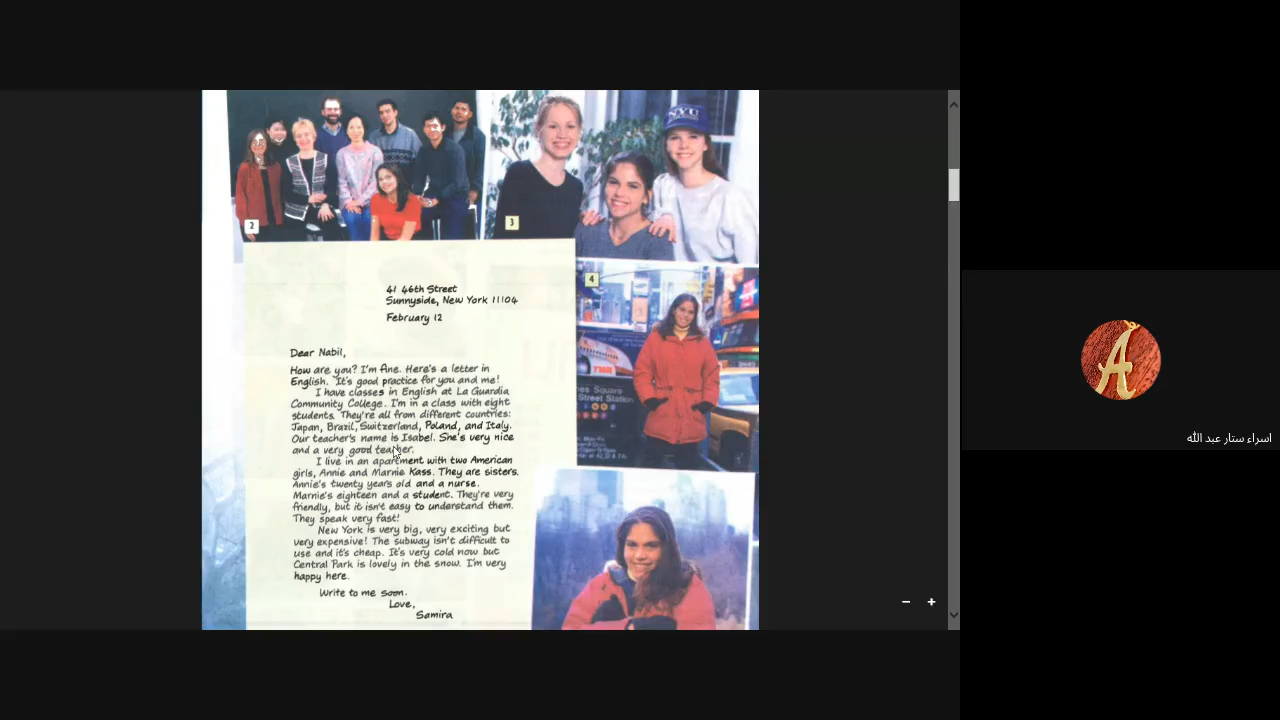 NYU
2
3
4
41 46th Street
Sunnyside, New York 11104
February 12
Dear Nabil,
How are you? I'm fine. Here's a letter in
English. It's good practice for you and me!
I have classes in English at La Guardia
Community College. I'm in a class with eight
students. They're all from different countries:
Japan, Brazil, Switzerland, Poland, and Italy.
Our teacher's name is Isabel. She's very nice
and a very good teacher.
I live in an apartment with two American
girls, Annie and Marnie Kass. They are sisters.
Annie's twenty years old and a nurse.
Marnie's eighteen and a student. They're very
friendly, but it isn't easy to understand them.
They speak very fast!
New York is very big, very exciting but
very expensive! The subway isn't difficult to
use and it's cheap. It's very cold now but
Central Park is lovely in the snow. I'm very
happy here.
Write to me soon.
Love,
Samira
Square
Street Station
اسراء ستار عبد الله